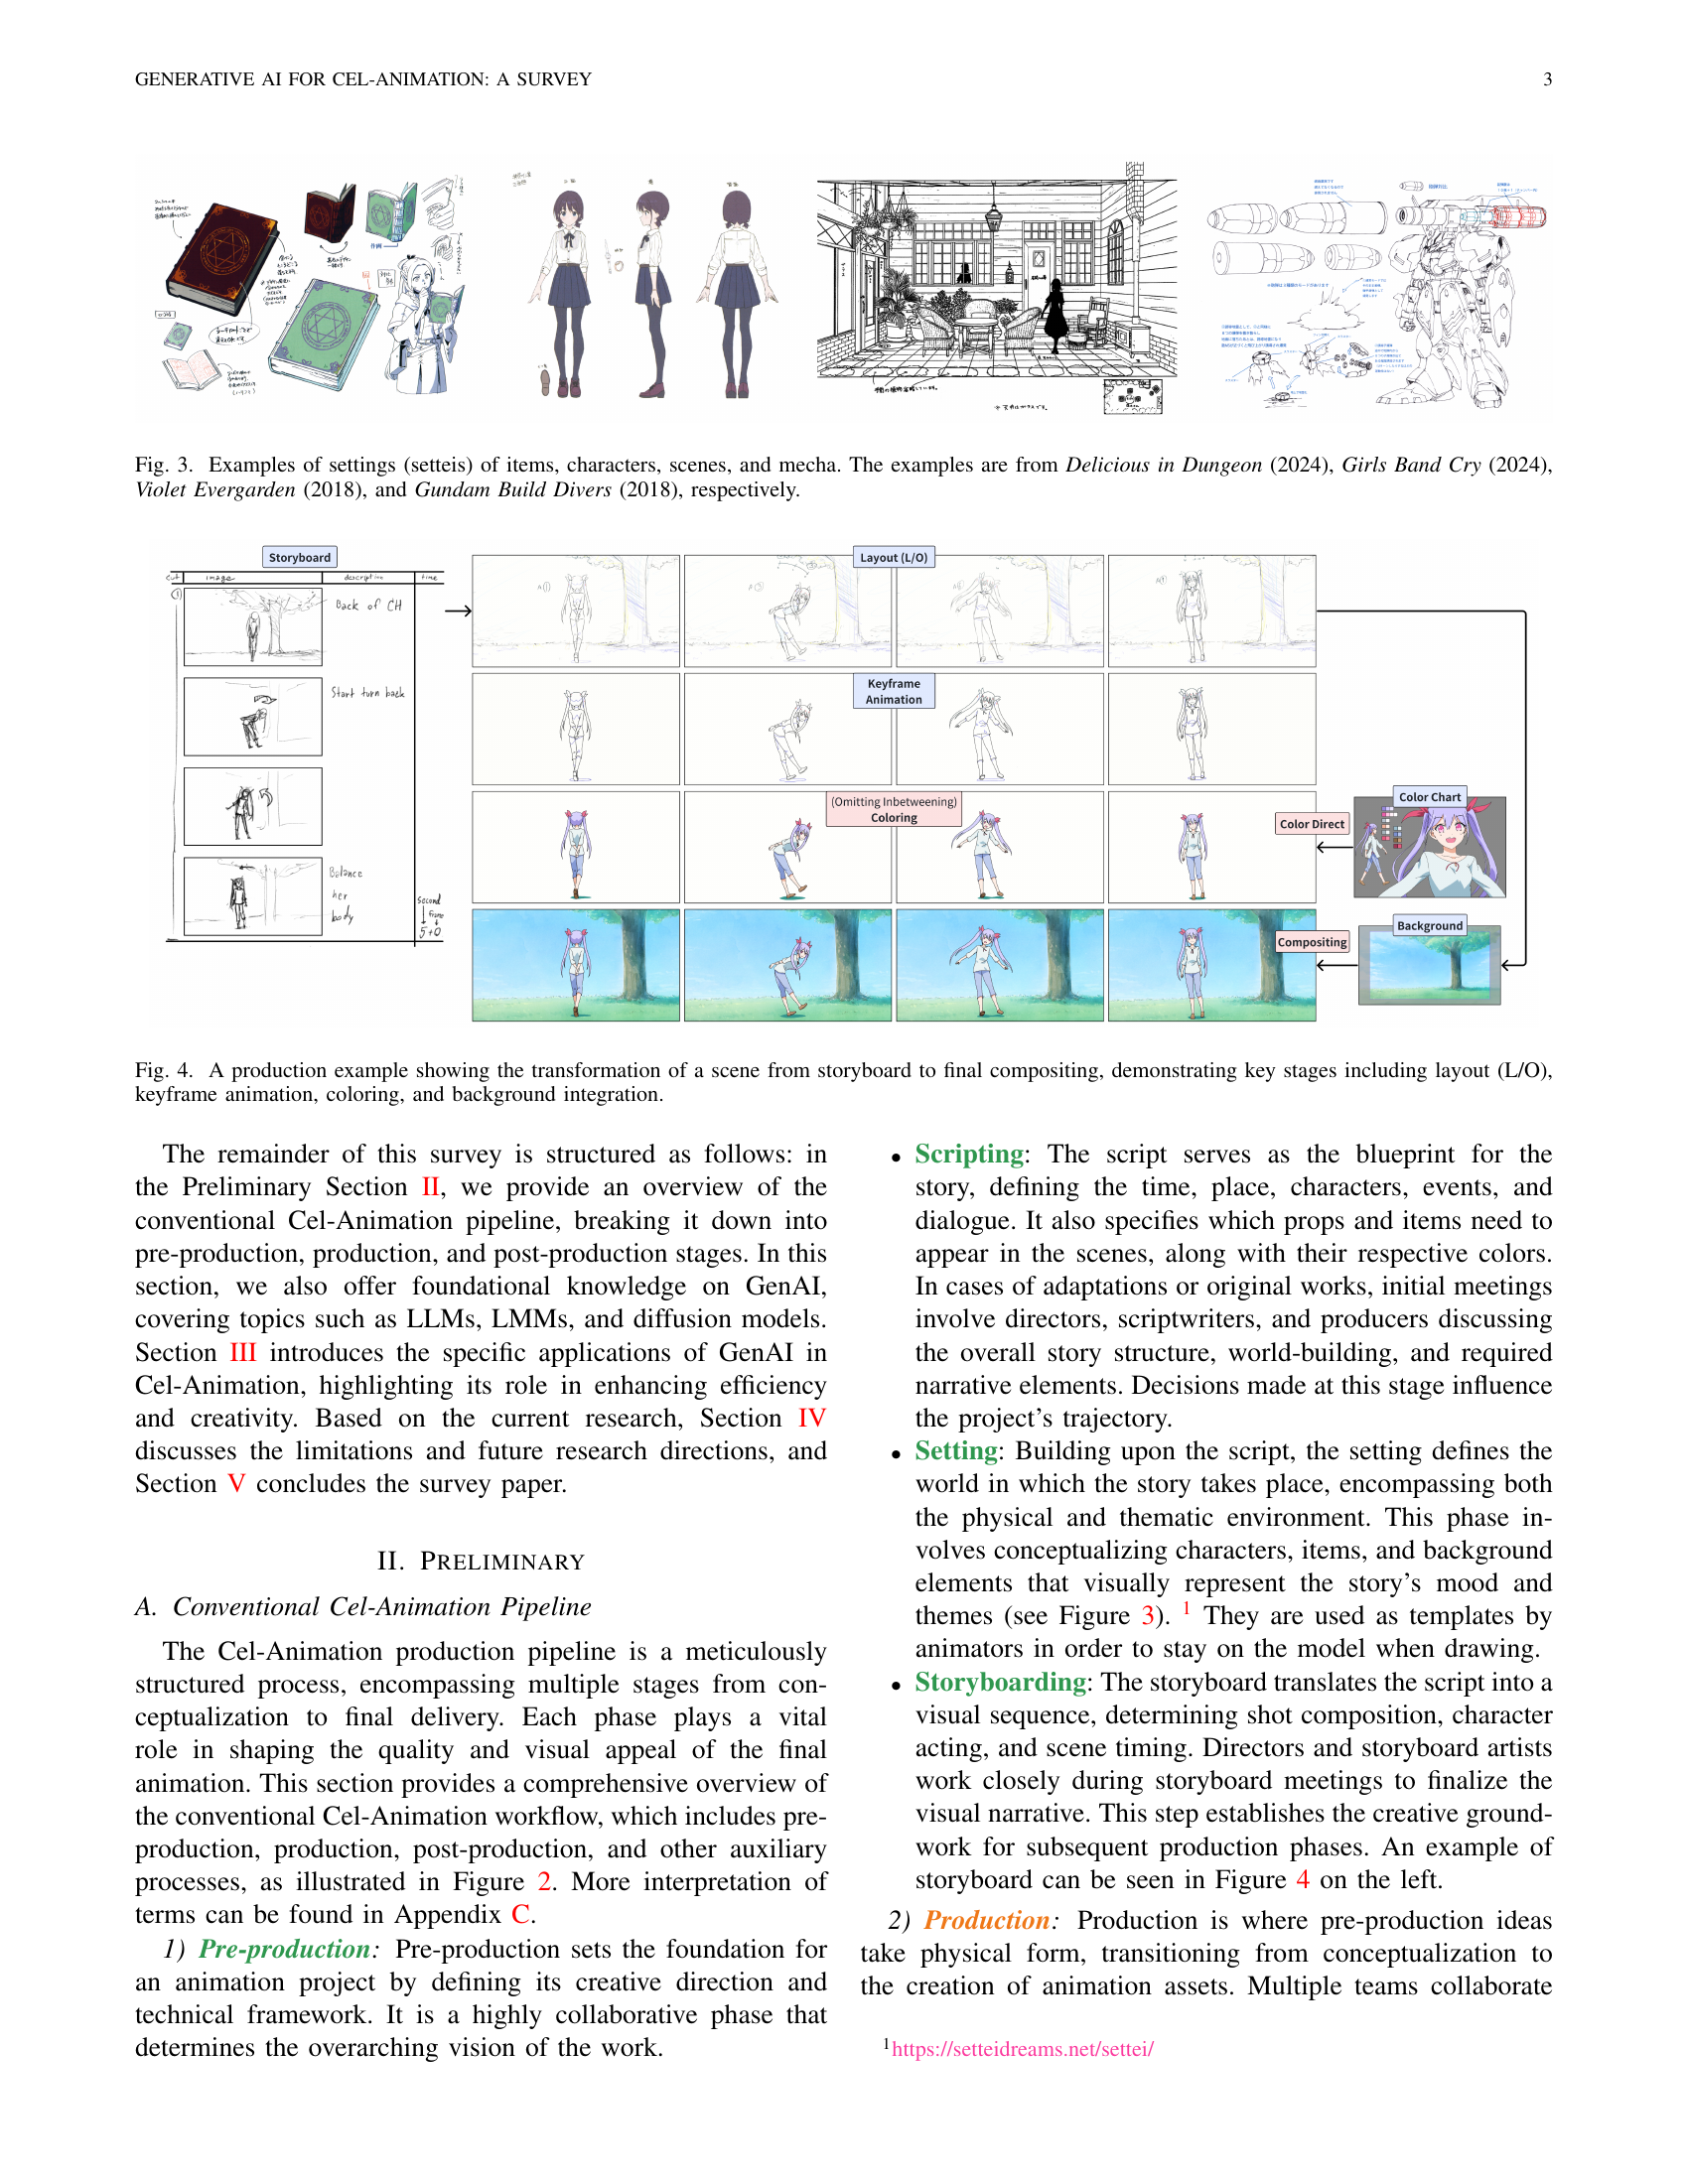 GENERATIVE AI FOR CEL-ANIMATION: A SURVEY
3
Fig. 3. Examples of settings (setteis) of items, characters, scenes, and mecha. The examples are from Delicious in Dungeon (2024), Girls Band Cry (2024),
Violet Evergarden (2018), and Gundam Build Divers (2018), respectively.
Storyboard
cut image description time
①
Back of CH
Start turn back
Balance
her
body
second
frame
5+0
Layout (L/O)
Keyframe
Animation
(Omitting Inbetweening)
Coloring
Color Direct
Color Chart
Compositing
Background
Fig. 4. A production example showing the transformation of a scene from storyboard to final compositing, demonstrating key stages including layout (L/O),
keyframe animation, coloring, and background integration.
The remainder of this survey is structured as follows: in
the Preliminary Section II, we provide an overview of the
conventional Cel-Animation pipeline, breaking it down into
pre-production, production, and post-production stages. In this
section, we also offer foundational knowledge on GenAI,
covering topics such as LLMs, LMMs, and diffusion models.
Section III introduces the specific applications of GenAI in
Cel-Animation, highlighting its role in enhancing efficiency
and creativity. Based on the current research, Section IV
discusses the limitations and future research directions, and
Section V concludes the survey paper.
II. PRELIMINARY
A. Conventional Cel-Animation Pipeline
The Cel-Animation production pipeline is a meticulously
structured process, encompassing multiple stages from con-
ceptualization to final delivery. Each phase plays a vital
role in shaping the quality and visual appeal of the final
animation. This section provides a comprehensive overview of
the conventional Cel-Animation workflow, which includes pre-
production, production, post-production, and other auxiliary
processes, as illustrated in Figure 2. More interpretation of
terms can be found in Appendix C.
1) Pre-production: Pre-production sets the foundation for
an animation project by defining its creative direction and
technical framework. It is a highly collaborative phase that
determines the overarching vision of the work.
• Scripting: The script serves as the blueprint for the
story, defining the time, place, characters, events, and
dialogue. It also specifies which props and items need to
appear in the scenes, along with their respective colors.
In cases of adaptations or original works, initial meetings
involve directors, scriptwriters, and producers discussing
the overall story structure, world-building, and required
narrative elements. Decisions made at this stage influence
the project's trajectory.
• Setting: Building upon the script, the setting defines the
world in which the story takes place, encompassing both
the physical and thematic environment. This phase in-
volves conceptualizing characters, items, and background
elements that visually represent the story's mood and
themes (see Figure 3). 1 They are used as templates by
animators in order to stay on the model when drawing.
• Storyboarding: The storyboard translates the script into a
visual sequence, determining shot composition, character
acting, and scene timing. Directors and storyboard artists
work closely during storyboard meetings to finalize the
visual narrative. This step establishes the creative ground-
work for subsequent production phases. An example of
storyboard can be seen in Figure 4 on the left.
2) Production: Production is where pre-production ideas
take physical form, transitioning from conceptualization to
the creation of animation assets. Multiple teams collaborate
1 https://setteidreams.net/settei/